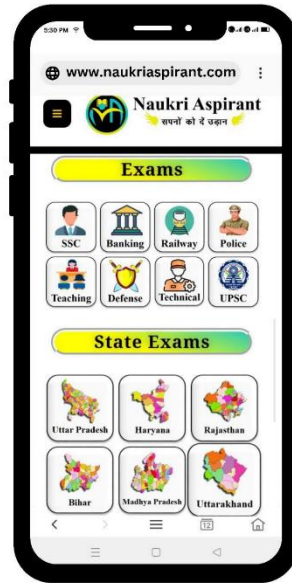 5:30 PM
www.naukriaspirant.com
Naukri Aspirant
सपनों को दें उड़ान
Exams
SSC Banking Railway Police
Teaching Defense Technical UPSC
State Exams
Uttar Pradesh Haryana Rajasthan
Bihar Madhya Pradesh Uttarakhand
12